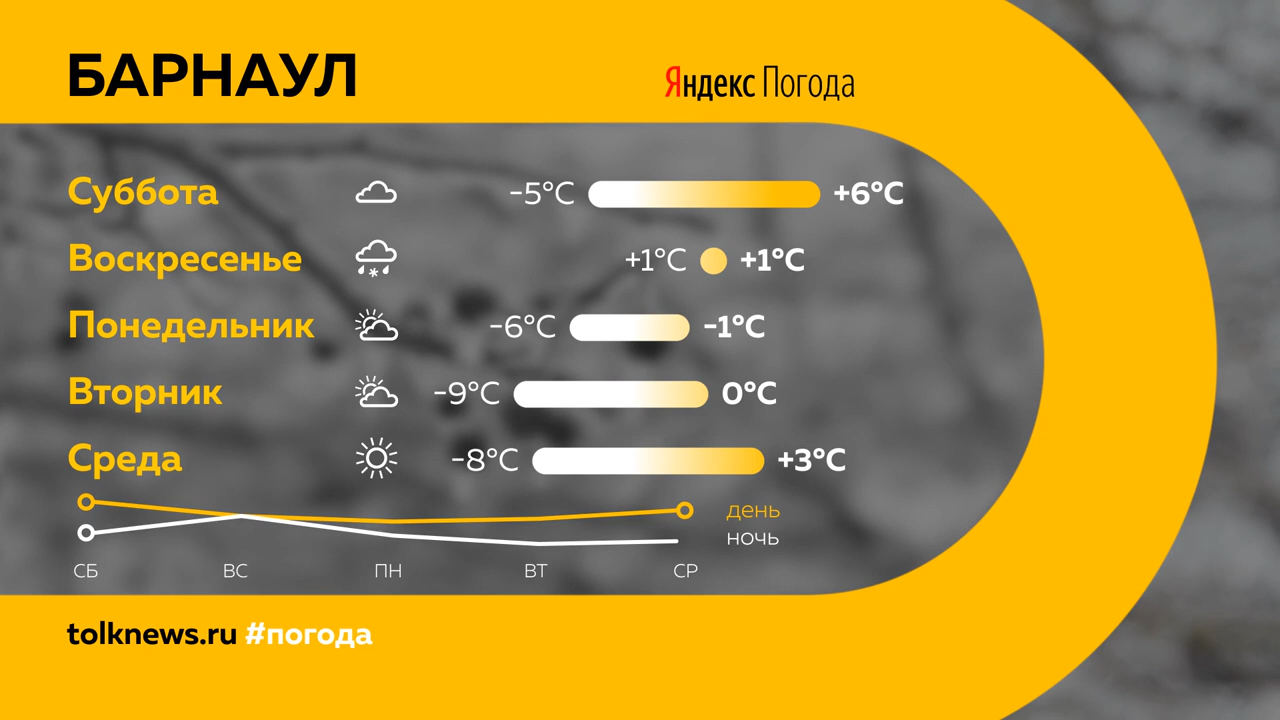 БАРНАУЛ
Яндекс Погода
Суббота -5°C +6°C
Воскресенье +1°C +1°C
Понедельник -6°C -1°C
Вторник -9°C 0°C
Среда -8°C +3°C
день
ночь
СБ ВС ПН ВТ СР
tolknews.ru #погода